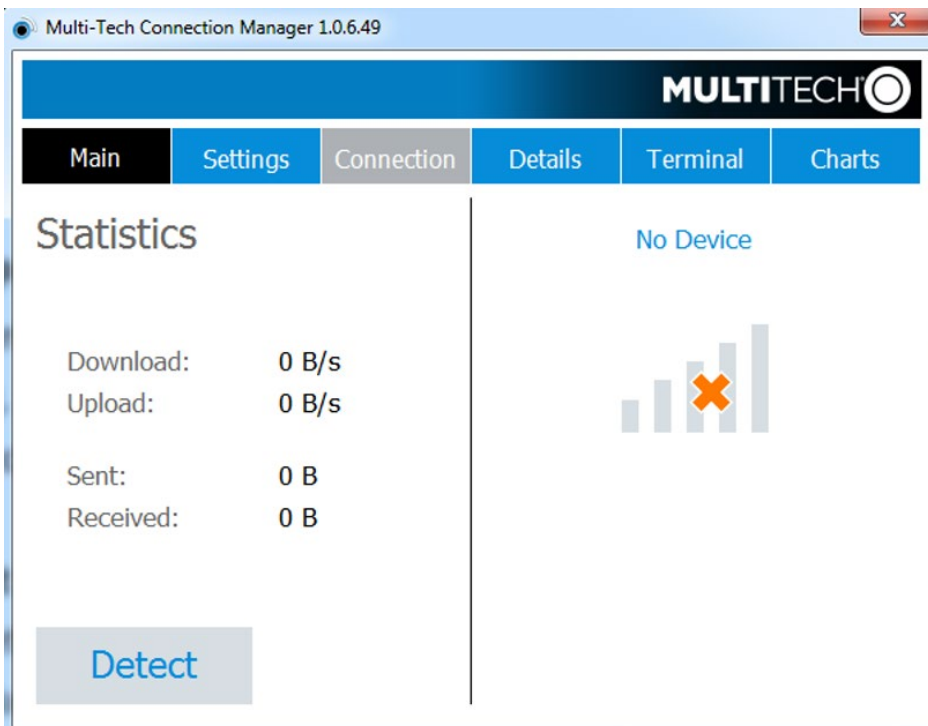 Multi-Tech Connection Manager 1.0.6.49
MULTITECH
Main Settings Connection Details Terminal Charts
Statistics
No Device
Download: 0 B/s
Upload: 0 B/s
Sent: 0 B
Received: 0 B
Detect